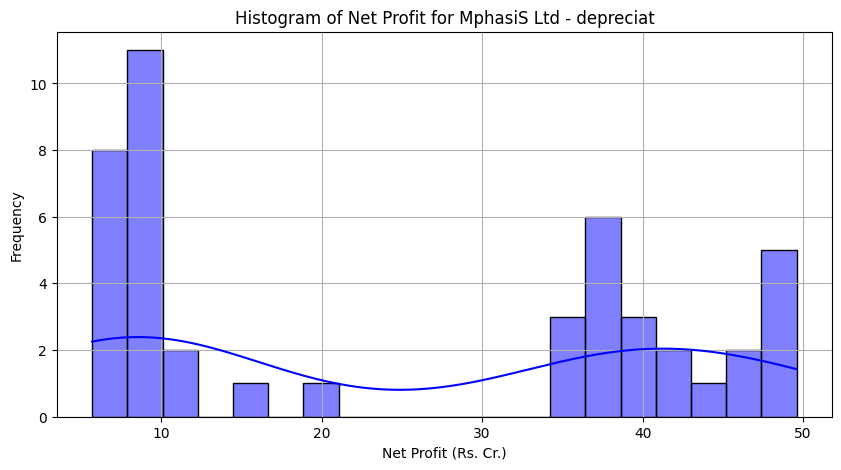 Histogram of Net Profit for MphasiS Ltd - depreciat
10
8
6
4
2
0
Frequency
10 20 30 40 50
Net Profit (Rs. Cr.)